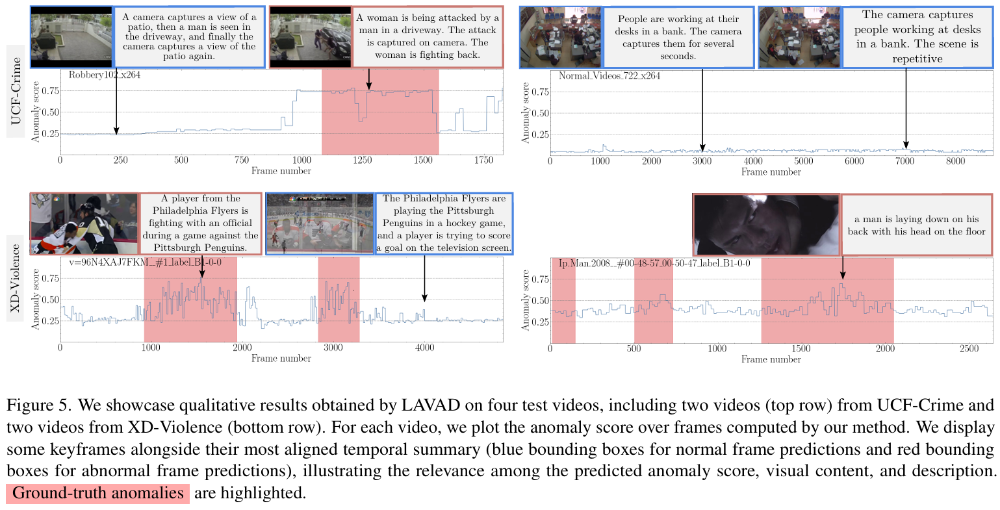 UCF-Crime
A camera captures a view of a
patio, then a man is seen in
the driveway, and finally the
camera captures a view of the
patio again.
A woman is being attacked by a
man in a driveway. The attack
is captured on camera. The
woman is fighting back.
Robbery102_x264
Anomaly score
0.75
0.50
0.25
0 250 500 750 1000 1250 1500 1750
Frame number
People are working at their
desks in a bank. The camera
captures them for several
seconds.
The camera captures
people working at desks
in a bank. The scene is
repetitive
Normal_Videos_722_x264
Anomaly score
0.75
0.50
0.25
0 1000 2000 3000 4000 5000 6000 7000 8000
Frame number
XD-Violence
A player from the
Philadelphia Flyers is
fighting with an official
during a game against the
Pittsburgh Penguins.
The Philadelphia Flyers are
playing the Pittsburgh
Penguins in a hockey game,
and a player is trying to score
a goal on the television screen.
v=96N4XAJ7FKM__#1_label_B1-0-0
Anomaly score
0.75
0.50
0.25
0 1000 2000 3000 4000
Frame number
a man is laying down on his
back with his head on the floor
Ip.Man.2008__#00-48-57_00-50-47_label_B1-0-0
Anomaly score
0.75
0.50
0.25
0 500 1000 1500 2000 2500
Frame number
Figure 5. We showcase qualitative results obtained by LAVAD on four test videos, including two videos (top row) from UCF-Crime and
two videos from XD-Violence (bottom row). For each video, we plot the anomaly score over frames computed by our method. We display
some keyframes alongside their most aligned temporal summary (blue bounding boxes for normal frame predictions and red bounding
boxes for abnormal frame predictions), illustrating the relevance among the predicted anomaly score, visual content, and description.
Ground-truth anomalies are highlighted.